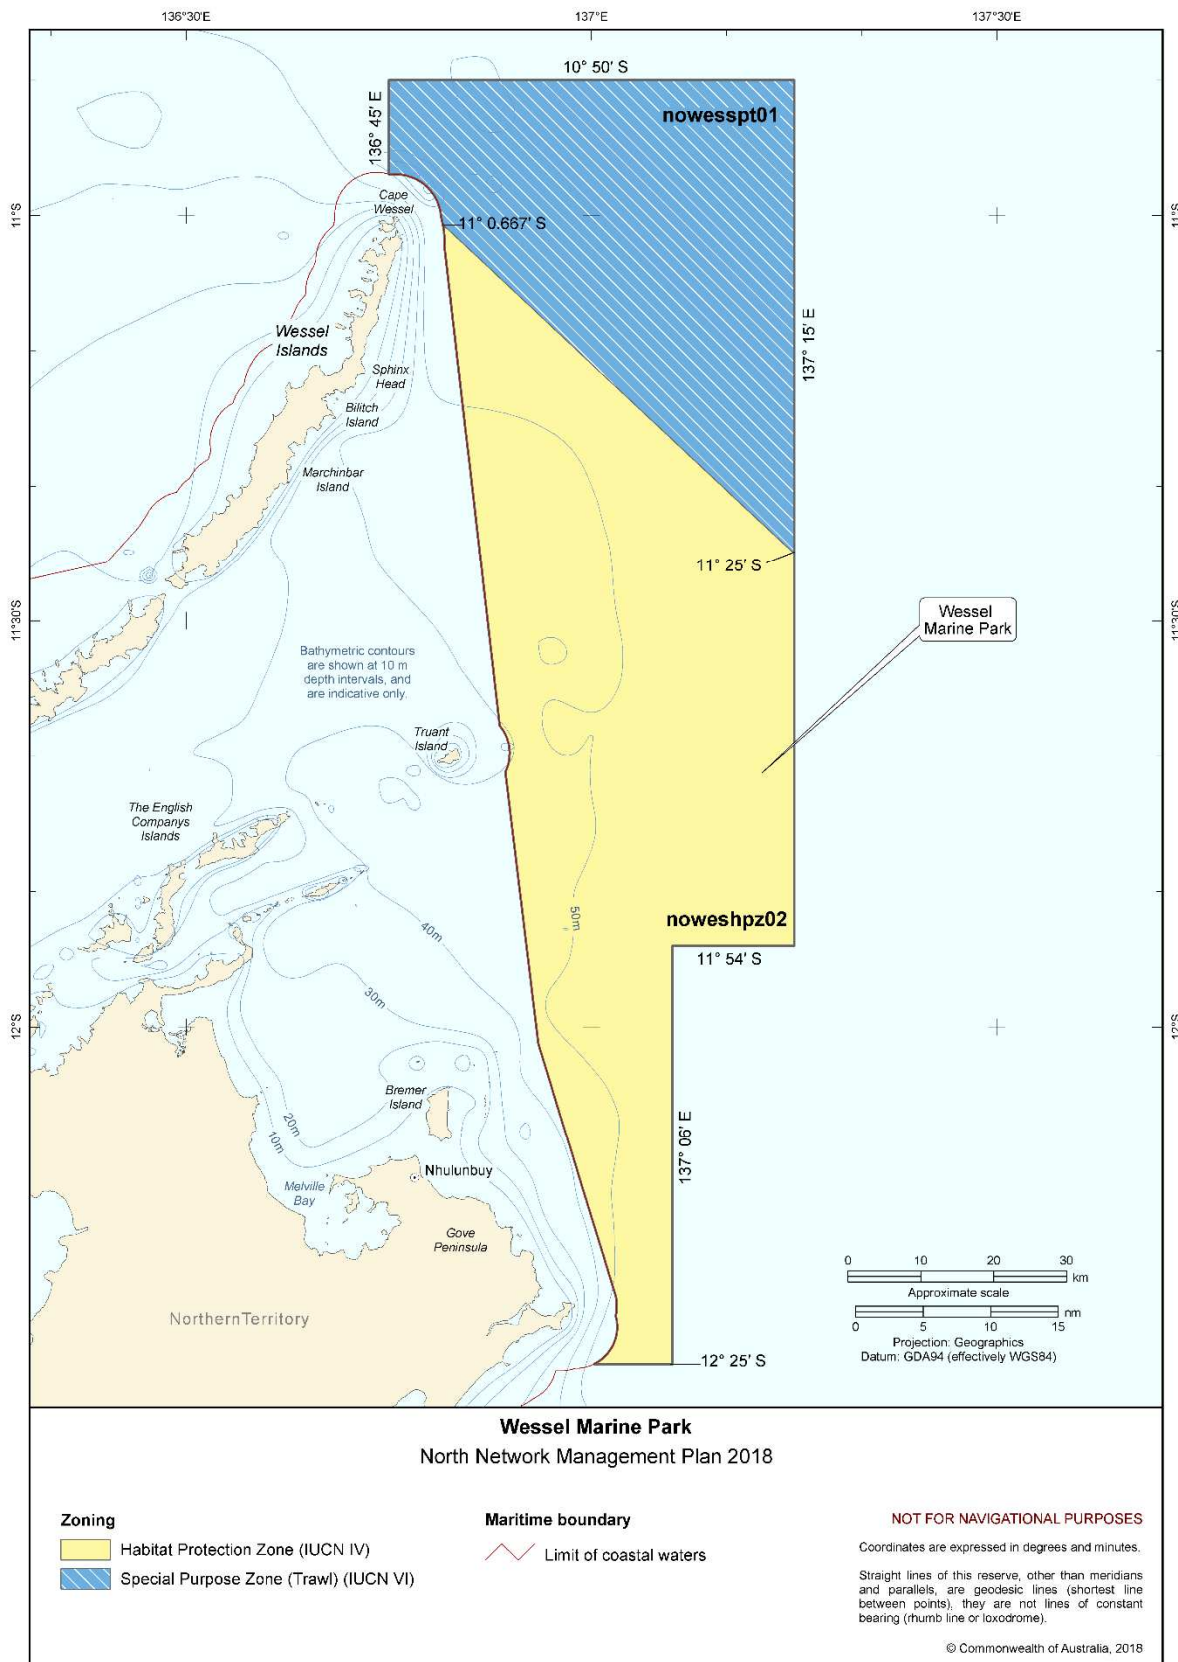 136°30'E
137°E
137°30'E
10° 50' S
136° 45' E
nowesspt01
Cape
Wessel
11°S
11°S
11° 0.667' S
Wessel
Islands
137° 15' E
Sphinx
Head
Bilitch
Island
Marchinbar
Island
11° 25' S
11°30'S
11°30'S
Wessel
Marine Park
Bathymetric contours
are shown at 10 m
depth intervals, and
are indicative only.
Truant
Island
The English
Companys
Islands
50m
noweshpz02
40m
11° 54' S
30m
12°S
12°S
Bremer
Island
20m
10m
137° 06' E
Nhulunbuy
Melville
Bay
Gove
Peninsula
0 10 20 30
km
Approximate scale
nm
0 5 10 15
NorthernTerritory
Projection: Geographics
Datum: GDA94 (effectively WGS84)
12° 25' S
Wessel Marine Park
North Network Management Plan 2018
Zoning
Habitat Protection Zone (IUCN IV)
Special Purpose Zone (Trawl) (IUCN VI)
Maritime boundary
Limit of coastal waters
NOT FOR NAVIGATIONAL PURPOSES
Coordinates are expressed in degrees and minutes.
Straight lines of this reserve, other than meridians
and parallels, are geodesic lines (shortest line
between points), they are not lines of constant
bearing (rhumb line or loxodrome).
© Commonwealth of Australia, 2018